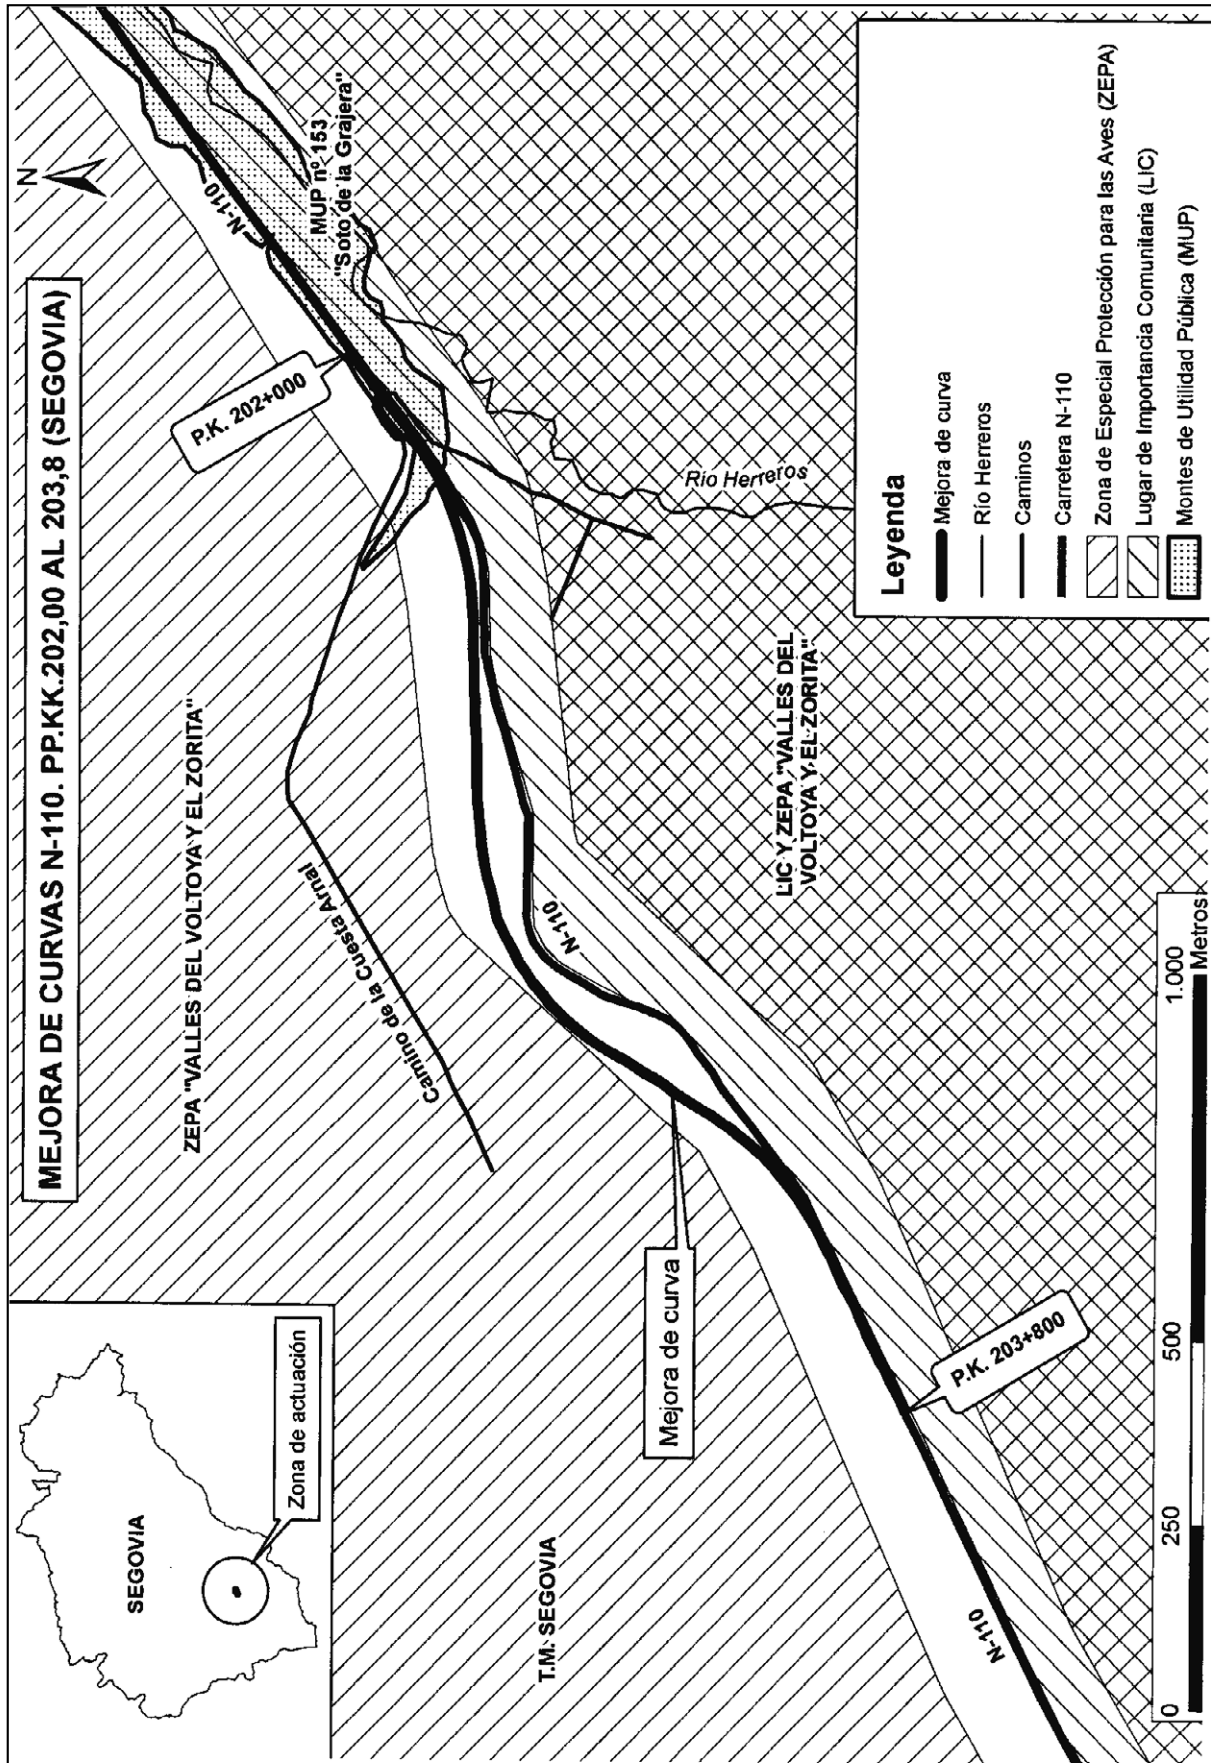 MEJORA DE CURVAS N-110. PP.KK.202,00 AL 203,8 (SEGOVIA)
N
SEGOVIA
Zona de actuación
ZEPA "VALLES DEL VOLTOYA Y EL ZORITA"
N-110
P.K. 202+000
MUP nº 153
"Soto de la Grajera"
Camino de la Cuesta Arnal
Río Herreros
N-110
Mejora de curva
LIC Y ZEPA "VALLES DEL
VOLTOYA Y EL ZORITA"
T.M. SEGOVIA
P.K. 203+800
N-110
Leyenda
Mejora de curva
Río Herreros
Caminos
Carretera N-110
Zona de Especial Protección para las Aves (ZEPA)
Lugar de Importancia Comunitaria (LIC)
Montes de Utilidad Pública (MUP)
0 250 500 1.000
Metros